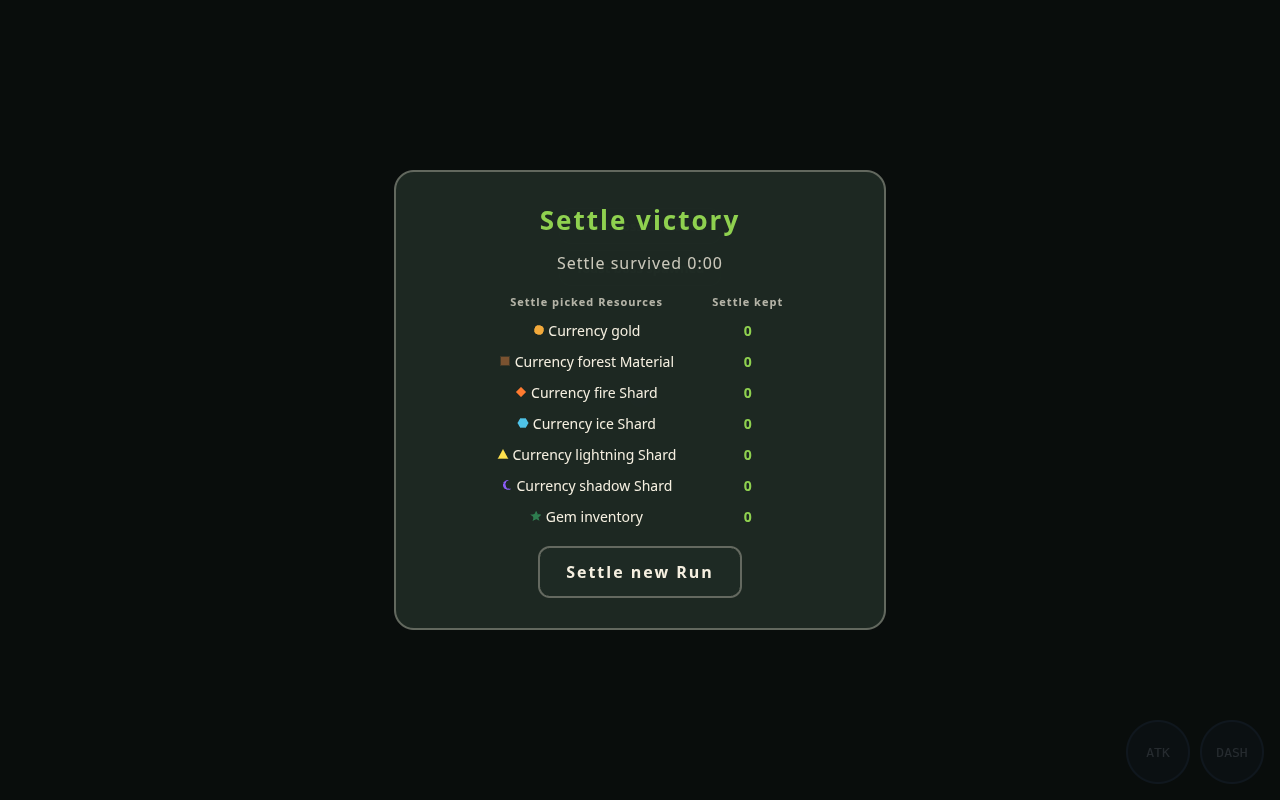 Settle victory
Settle survived 0:00
Settle picked Resources Settle kept
Currency gold 0
Currency forest Material 0
Currency fire Shard 0
Currency ice Shard 0
Currency lightning Shard 0
Currency shadow Shard 0
Gem inventory 0
Settle new Run
ATK DASH